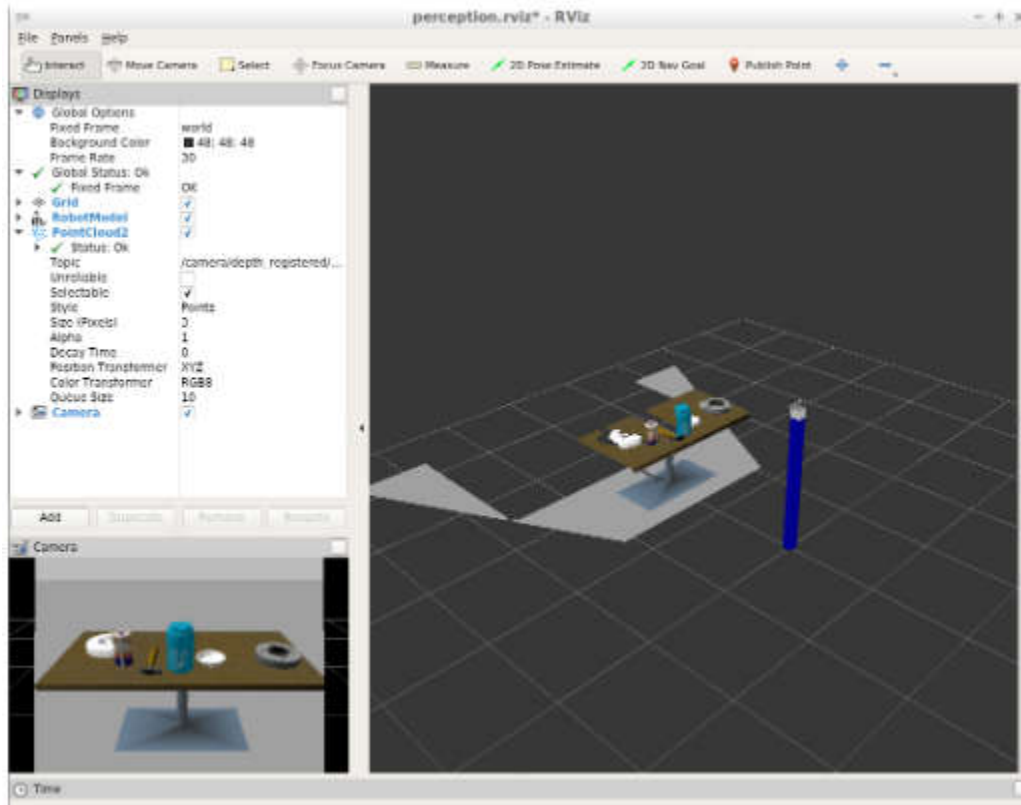 perception.rviz* - RViz
File Panels Help
Interact Move Camera Select Focus Camera Measure 2D Pose Estimate 2D Nav Goal Publish Point
Displays
Global Options
Fixed Frame world
Background Color 48; 48; 48
Frame Rate 30
Global Status: Ok
Fixed Frame OK
Grid
RobotModel
PointCloud2
Status: Ok
Topic /camera/depth_registered/...
Unreliable
Selectable
Style Points
Size (Pixels) 3
Alpha 1
Decay Time 0
Position Transformer XYZ
Color Transformer RGB8
Queue Size 10
Camera
Add Duplicate Remove Rename
Camera
Time